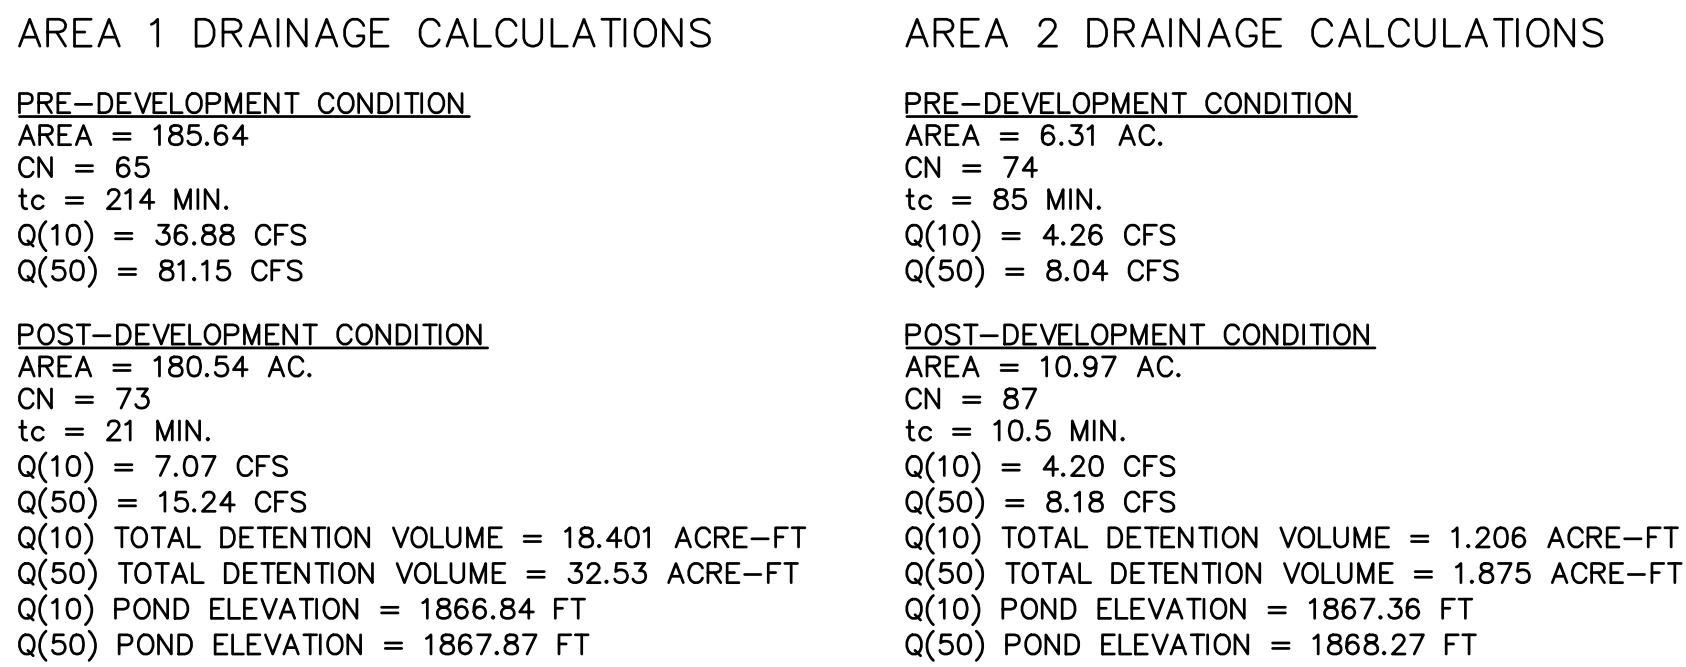 AREA 1 DRAINAGE CALCULATIONS
PRE-DEVELOPMENT CONDITION
AREA = 185.64
CN = 65
tc = 214 MIN.
Q(10) = 36.88 CFS
Q(50) = 81.15 CFS
POST-DEVELOPMENT CONDITION
AREA = 180.54 AC.
CN = 73
tc = 21 MIN.
Q(10) = 7.07 CFS
Q(50) = 15.24 CFS
Q(10) TOTAL DETENTION VOLUME = 18.401 ACRE-FT
Q(50) TOTAL DETENTION VOLUME = 32.53 ACRE-FT
Q(10) POND ELEVATION = 1866.84 FT
Q(50) POND ELEVATION = 1867.87 FT
AREA 2 DRAINAGE CALCULATIONS
PRE-DEVELOPMENT CONDITION
AREA = 6.31 AC.
CN = 74
tc = 85 MIN.
Q(10) = 4.26 CFS
Q(50) = 8.04 CFS
POST-DEVELOPMENT CONDITION
AREA = 10.97 AC.
CN = 87
tc = 10.5 MIN.
Q(10) = 4.20 CFS
Q(50) = 8.18 CFS
Q(10) TOTAL DETENTION VOLUME = 1.206 ACRE-FT
Q(50) TOTAL DETENTION VOLUME = 1.875 ACRE-FT
Q(10) POND ELEVATION = 1867.36 FT
Q(50) POND ELEVATION = 1868.27 FT